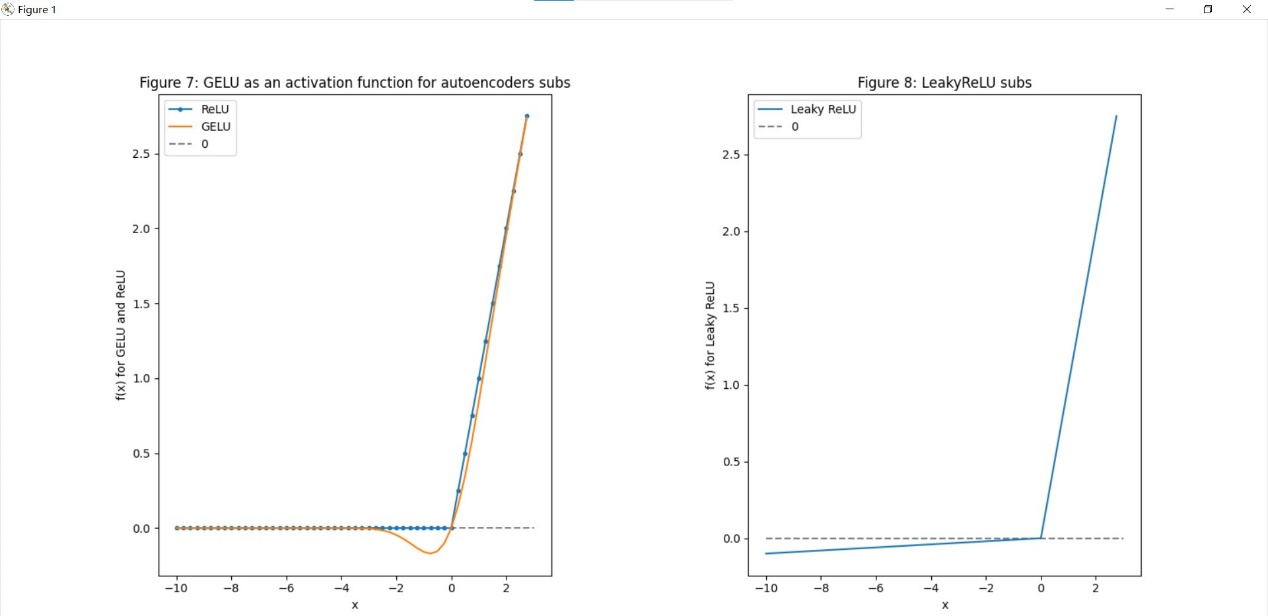 Figure 1
Figure 7: GELU as an activation function for autoencoders subs
ReLU
GELU
0
f(x) for GELU and ReLU
2.5
2.0
1.5
1.0
0.5
0.0
−10
−8
−6
−4
−2
0
2
x
Figure 8: LeakyReLU subs
Leaky ReLU
0
f(x) for Leaky ReLU
2.5
2.0
1.5
1.0
0.5
0.0
−10
−8
−6
−4
−2
0
2
x